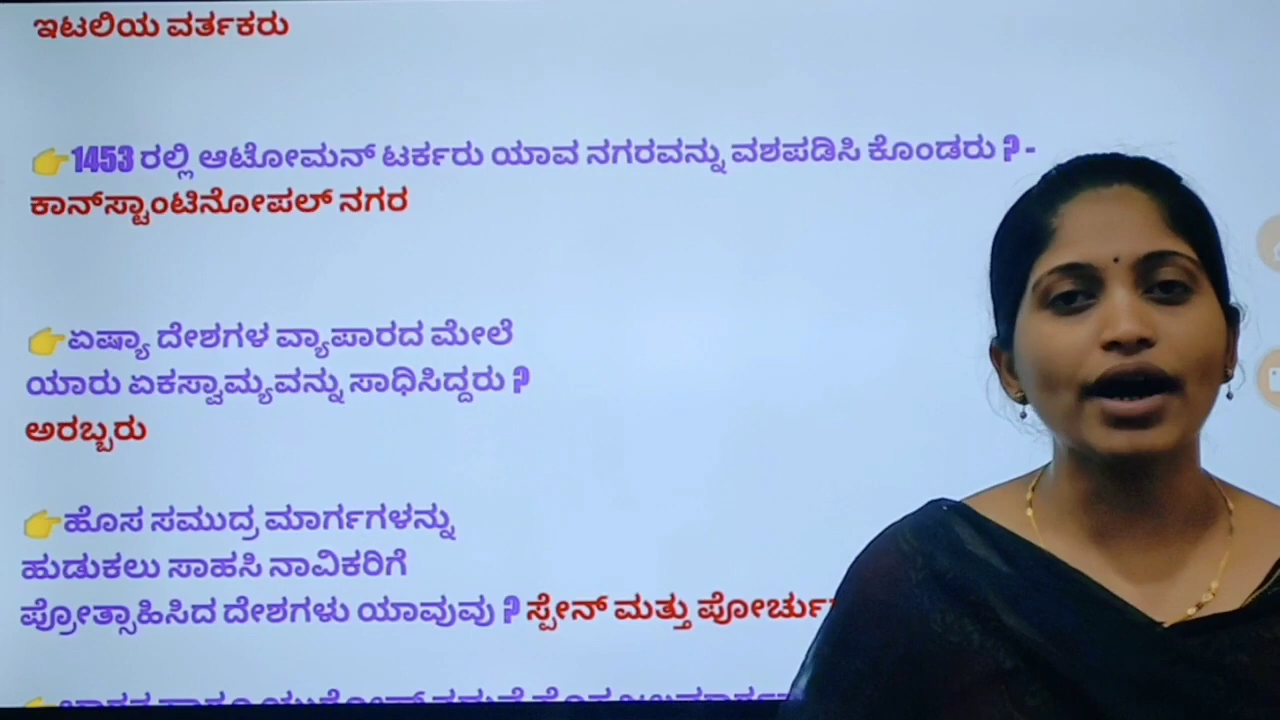 ಇಟಲಿಯ ವರ್ತಕರು
👉1453 ರಲ್ಲಿ ಆಟೋಮನ್ ಟರ್ಕರು ಯಾವ ನಗರವನ್ನು ವಶಪಡಿಸಿ ಕೊಂಡರು ? -
ಕಾನ್‌ಸ್ಟಾಂಟಿನೋಪಲ್ ನಗರ
👉ಏಷ್ಯಾ ದೇಶಗಳ ವ್ಯಾಪಾರದ ಮೇಲೆ
ಯಾರು ಏಕಸ್ವಾಮ್ಯವನ್ನು ಸಾಧಿಸಿದ್ದರು ?
ಅರಬ್ಬರು
👉ಹೊಸ ಸಮುದ್ರ ಮಾರ್ಗಗಳನ್ನು
ಹುಡುಕಲು ಸಾಹಸಿ ನಾವಿಕರಿಗೆ
ಪ್ರೋತ್ಸಾಹಿಸಿದ ದೇಶಗಳು ಯಾವುವು ? ಸ್ಪೇನ್ ಮತ್ತು